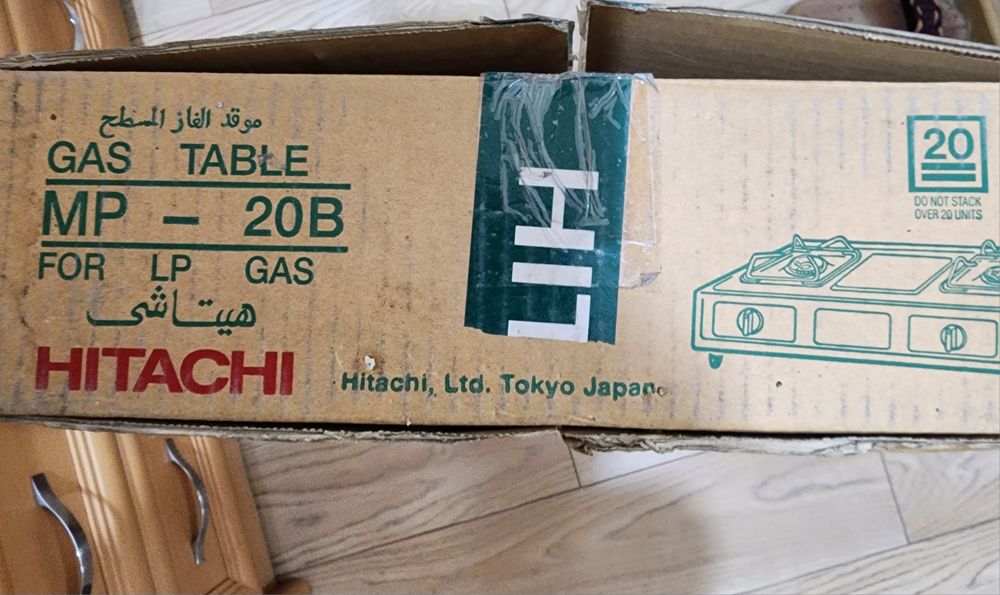 موقد الغاز المسطح
GAS TABLE
MP - 20B
FOR LP GAS
هيتاشى
HITACHI
Hitachi, Ltd. Tokyo Japan
LIH
20
DO NOT STACK
OVER 20 UNITS